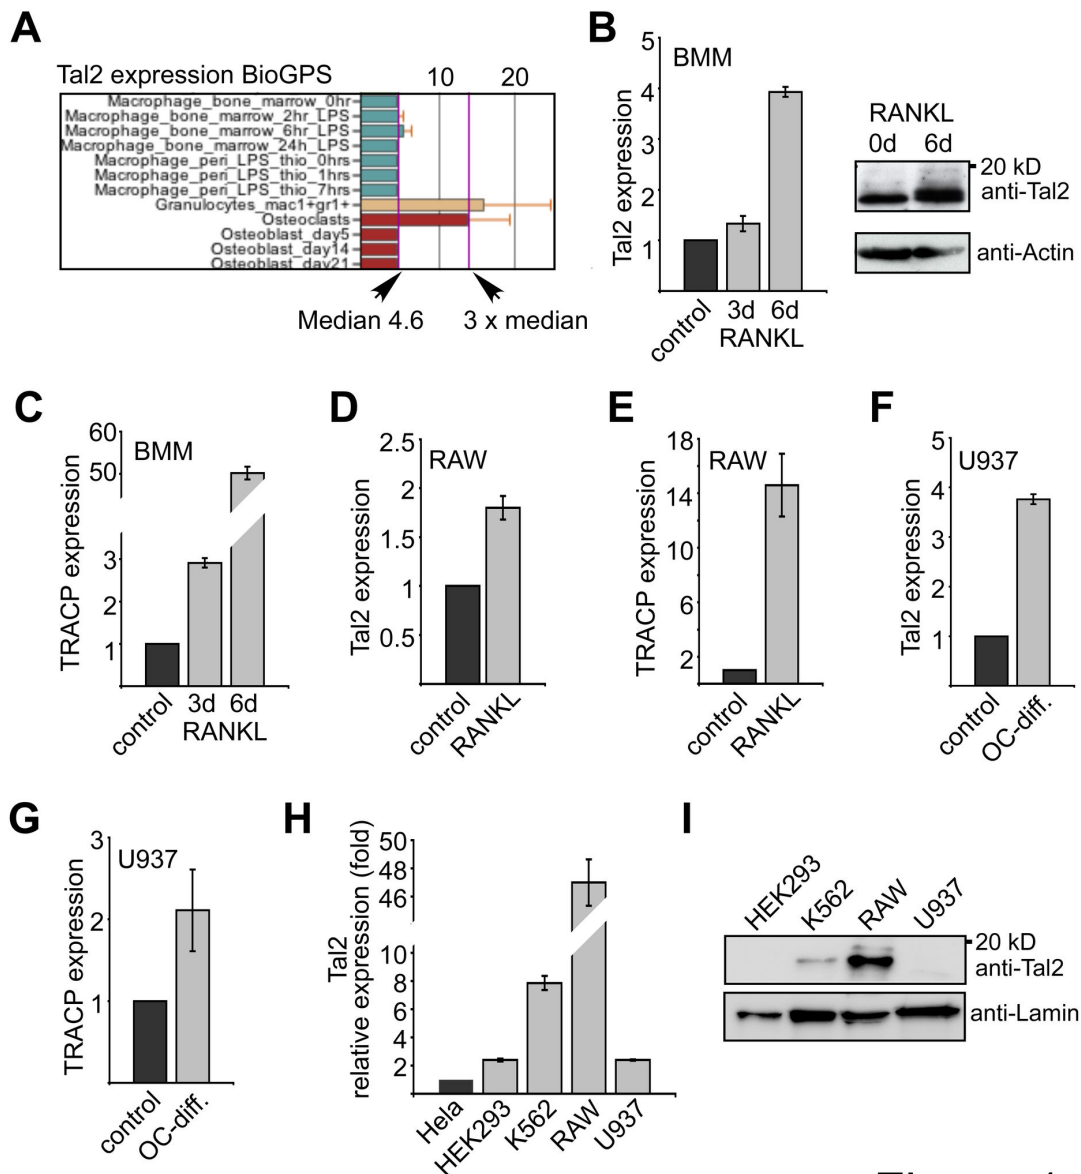 A
Tal2 expression BioGPS
10
20
Macrophage_bone_marrow_0hr
Macrophage_bone_marrow_2hr_LPS
Macrophage_bone_marrow_6hr_LPS
Macrophage_bone_marrow_24h_LPS
Macrophage_peri_LPS_thio_0hrs
Macrophage_peri_LPS_thio_1hrs
Macrophage_peri_LPS_thio_7hrs
Granulocytes_mac1+gr1+
Osteoclasts
Osteoblast_day5
Osteoblast_day14
Osteoblast_day21
Median 4.6
3 x median
B
BMM
Tal2 expression
5
4
3
2
1
control
3d
6d
RANKL
RANKL
0d
6d
20 kD
anti-Tal2
anti-Actin
C
BMM
TRACP expression
60
50
3
2
1
control
3d
6d
RANKL
D
RAW
Tal2 expression
2.5
2
1.5
1
0.5
control
RANKL
E
RAW
TRACP expression
18
14
10
6
2
control
RANKL
F
U937
Tal2 expression
5
4
3
2
1
control
OC-diff.
G
U937
TRACP expression
3
2
1
control
OC-diff.
H
Tal2
relative expression (fold)
50
48
46
10
8
6
4
2
Hela
HEK293
K562
RAW
U937
I
HEK293
K562
RAW
U937
20 kD
anti-Tal2
anti-Lamin